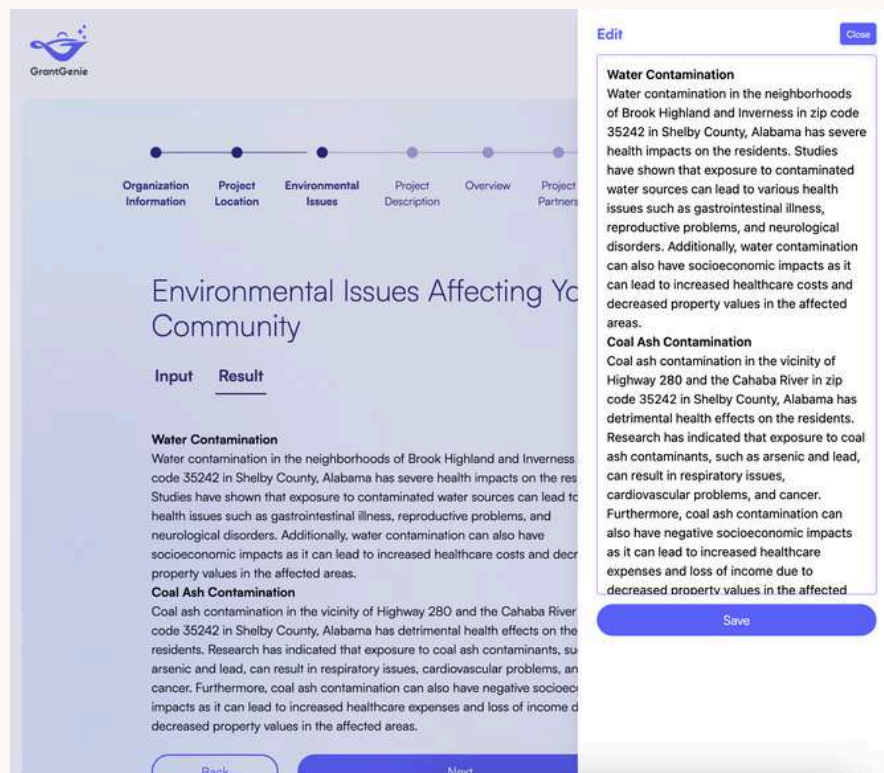 GrantGenie
Organization
Information
Project
Location
Environmental
Issues
Project
Description
Overview
Project
Partners
Environmental Issues Affecting Yo
Community
Input Result
Water Contamination
Water contamination in the neighborhoods of Brook Highland and Inverness
code 35242 in Shelby County, Alabama has severe health impacts on the res
Studies have shown that exposure to contaminated water sources can lead to
health issues such as gastrointestinal illness, reproductive problems, and
neurological disorders. Additionally, water contamination can also have
socioeconomic impacts as it can lead to increased healthcare costs and decr
property values in the affected areas.
Coal Ash Contamination
Coal ash contamination in the vicinity of Highway 280 and the Cahaba River
code 35242 in Shelby County, Alabama has detrimental health effects on the
residents. Research has indicated that exposure to coal ash contaminants, su
arsenic and lead, can result in respiratory issues, cardiovascular problems, an
cancer. Furthermore, coal ash contamination can also have negative socioeco
impacts as it can lead to increased healthcare expenses and loss of income d
decreased property values in the affected areas.
Back Next
Edit Close
Water Contamination
Water contamination in the neighborhoods
of Brook Highland and Inverness in zip code
35242 in Shelby County, Alabama has severe
health impacts on the residents. Studies
have shown that exposure to contaminated
water sources can lead to various health
issues such as gastrointestinal illness,
reproductive problems, and neurological
disorders. Additionally, water contamination
can also have socioeconomic impacts as it
can lead to increased healthcare costs and
decreased property values in the affected
areas.
Coal Ash Contamination
Coal ash contamination in the vicinity of
Highway 280 and the Cahaba River in zip
code 35242 in Shelby County, Alabama has
detrimental health effects on the residents.
Research has indicated that exposure to coal
ash contaminants, such as arsenic and lead,
can result in respiratory issues,
cardiovascular problems, and cancer.
Furthermore, coal ash contamination can
also have negative socioeconomic impacts
as it can lead to increased healthcare
expenses and loss of income due to
decreased property values in the affected
Save